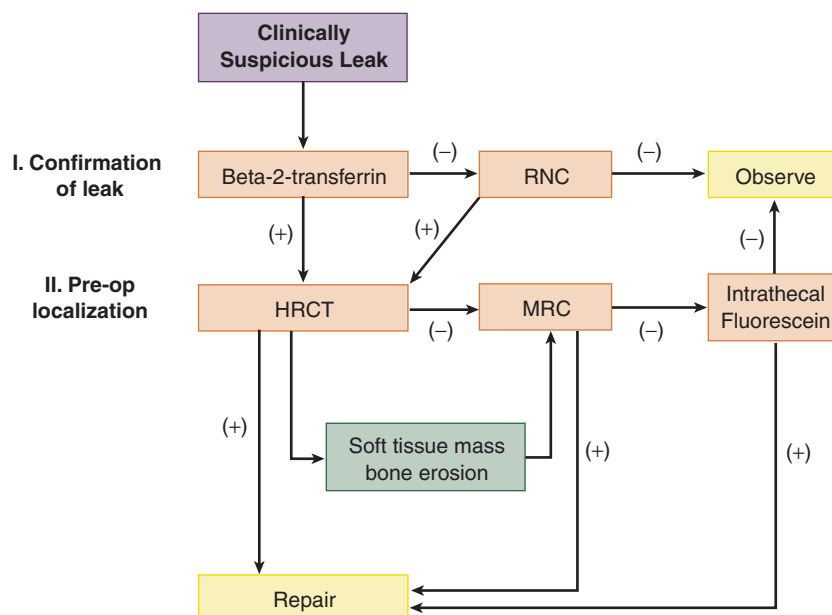 Clinically
Suspicious Leak
I. Confirmation
of leak
Beta-2-transferrin
(–)
RNC
(–)
Observe
(+)
(+)
(–)
II. Pre-op
localization
HRCT
(–)
MRC
(–)
Intrathecal
Fluorescein
(+)
Soft tissue mass
bone erosion
(+)
(+)
Repair